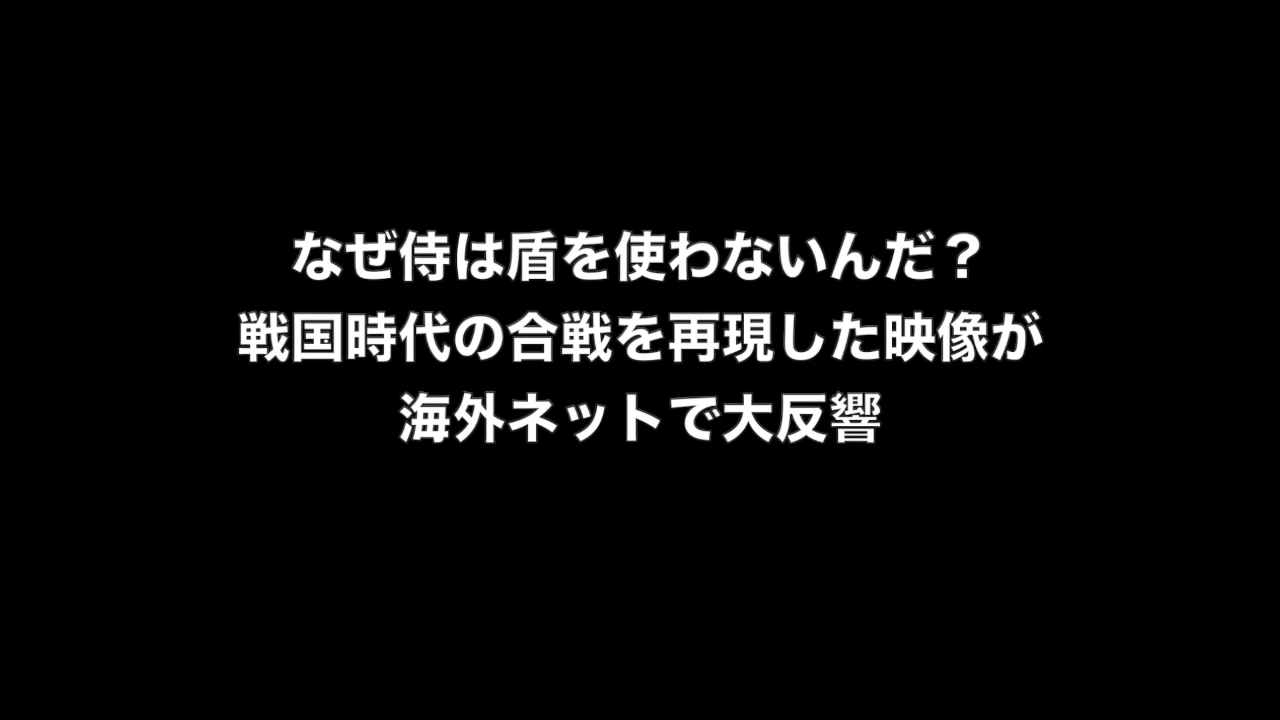 なぜ侍は盾を使わないんだ？
戦国時代の合戦を再現した映像が
海外ネットで大反響